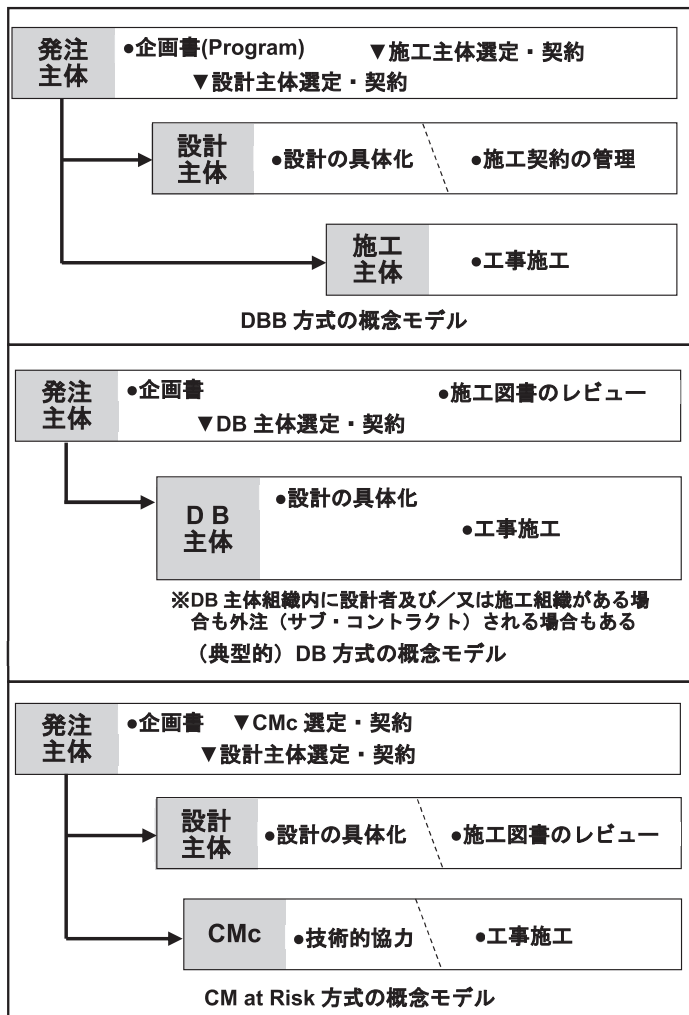 発注
主体
●企画書(Program) ▼施工主体選定・契約
▼設計主体選定・契約
設計
主体
●設計の具体化 ●施工契約の管理
施工
主体
●工事施工
DBB 方式の概念モデル
発注
主体
●企画書 ●施工図書のレビュー
▼DB 主体選定・契約
D B
主体
●設計の具体化
●工事施工
※DB 主体組織内に設計者及び／又は施工組織がある場
合も外注（サブ・コントラクト）される場合もある
（典型的）DB 方式の概念モデル
発注
主体
●企画書 ▼CMc 選定・契約
▼設計主体選定・契約
設計
主体
●設計の具体化 ●施工図書のレビュー
CMc ●技術的協力 ●工事施工
CM at Risk 方式の概念モデル